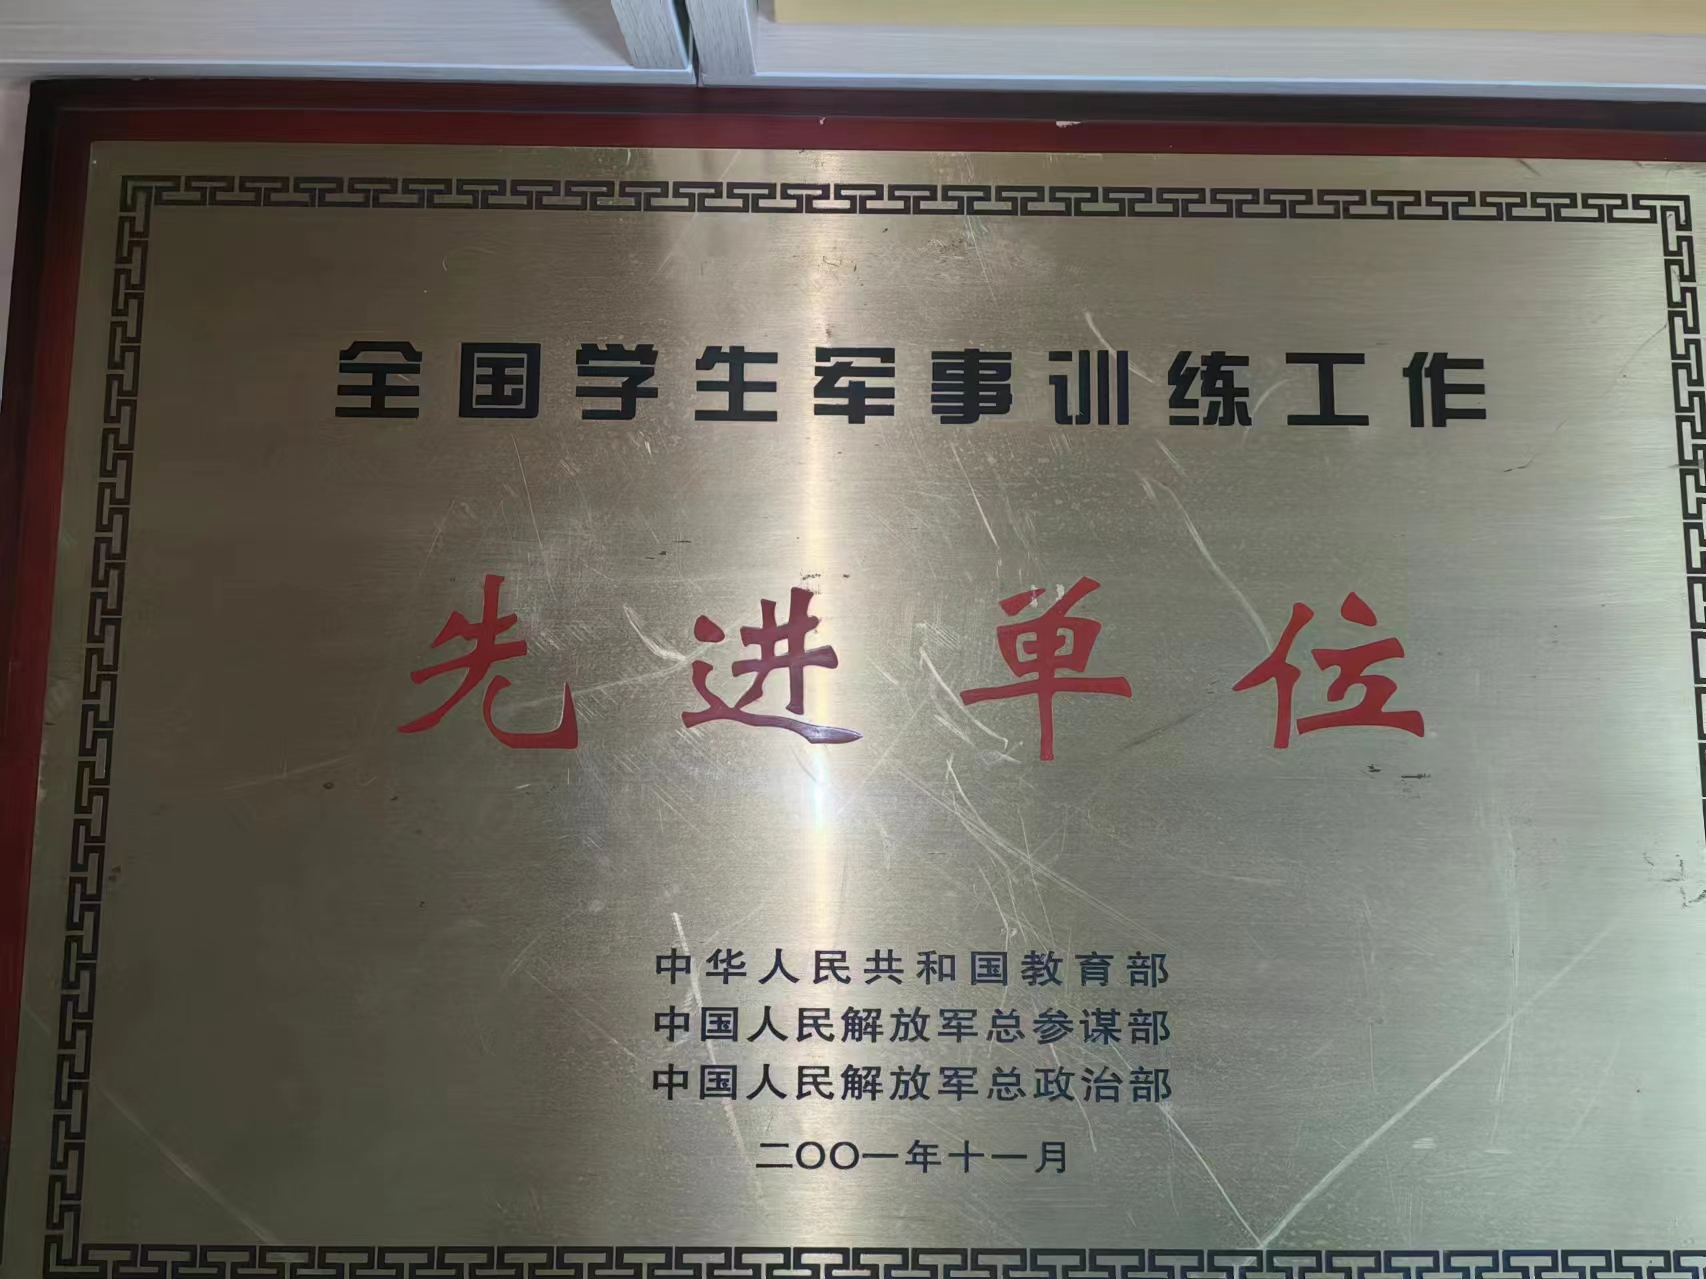 全国学生军事训练工作
先进单位
中华人民共和国教育部
中国人民解放军总参谋部
中国人民解放军总政治部
二〇〇一年十一月